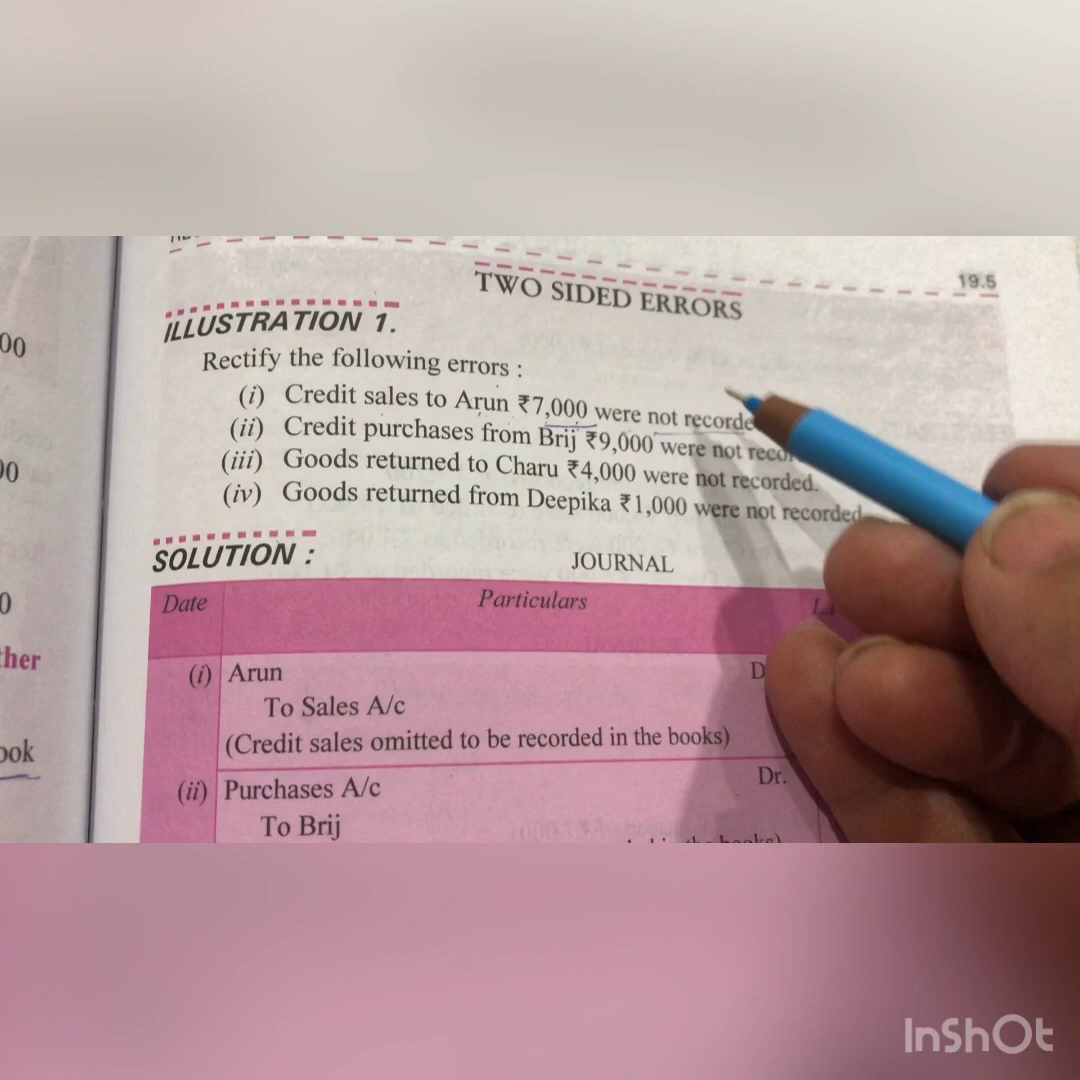 19.5
TWO SIDED ERRORS
ILLUSTRATION 1.
Rectify the following errors :
(i) Credit sales to Arun ₹7,000 were not
(ii) Credit purchases from Brij ₹9,000 were not
(iii) Goods returned to Charu ₹4,000 were not recorded.
(iv) Goods returned from Deepika ₹1,000 were not recorded
SOLUTION :
JOURNAL
Date Particulars
(i) Arun
To Sales A/c
(Credit sales omitted to be recorded in the books)
(ii) Purchases A/c Dr.
To Brij
00
00
0
ook
InShOt